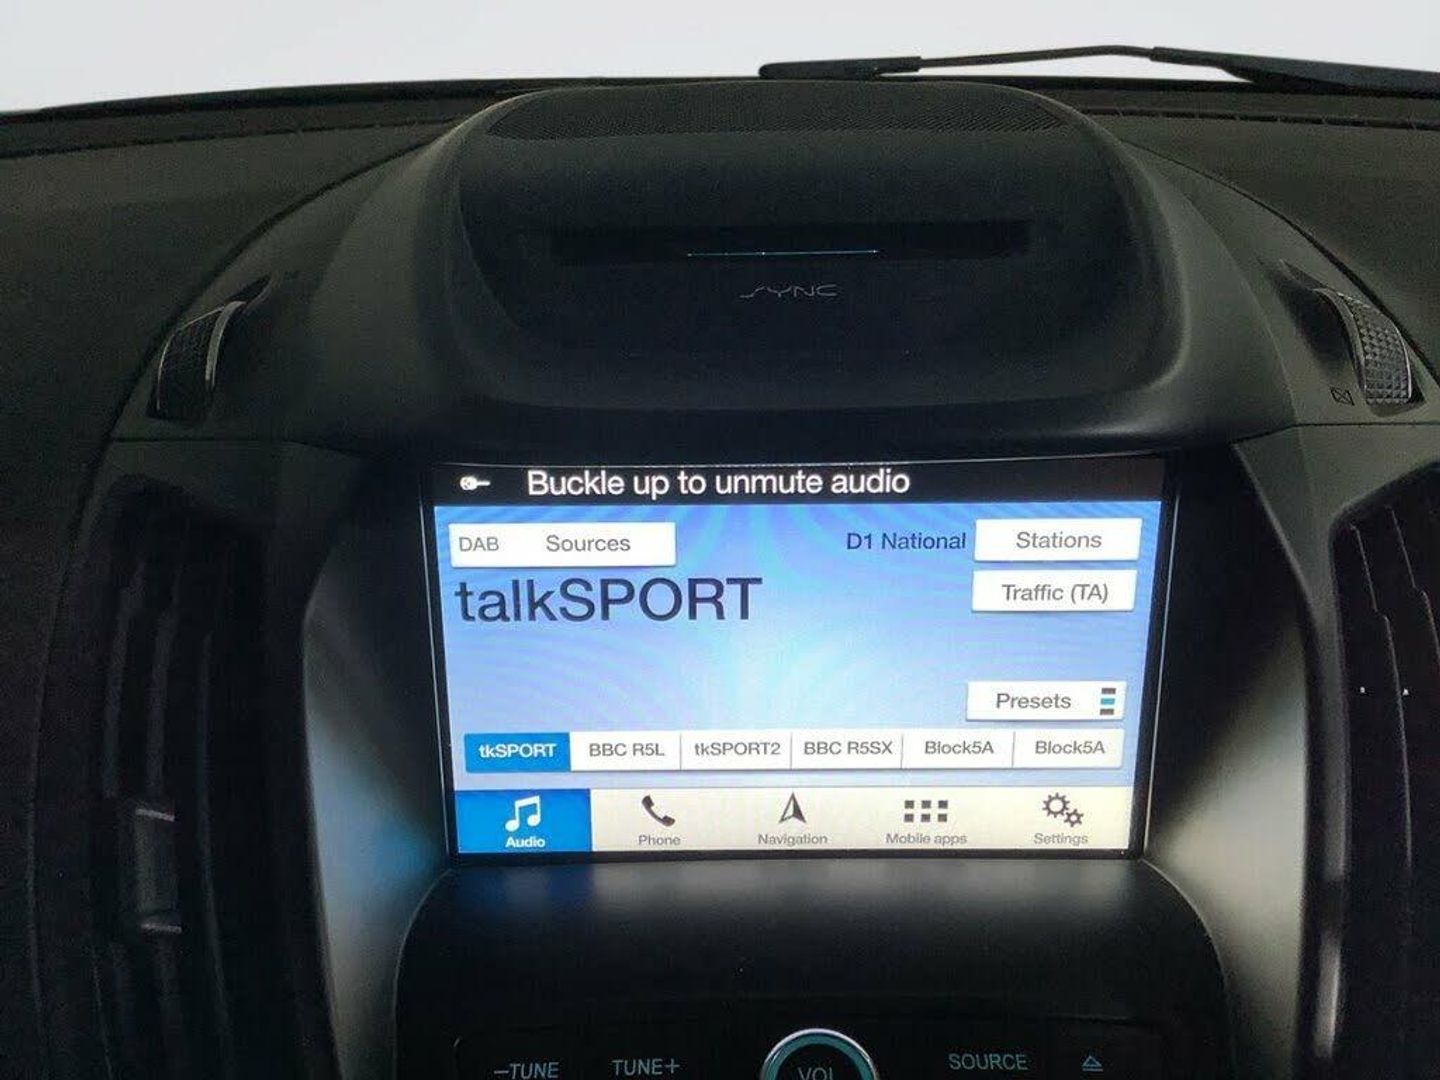 SYNC
Buckle up to unmute audio
DAB Sources
D1 National
Stations
talkSPORT
Traffic (TA)
Presets
tkSPORT BBC R5L tkSPORT2 BBC R5SX Block5A Block5A
Audio Phone Navigation Mobile apps Settings
–TUNE TUNE+ VOL SOURCE